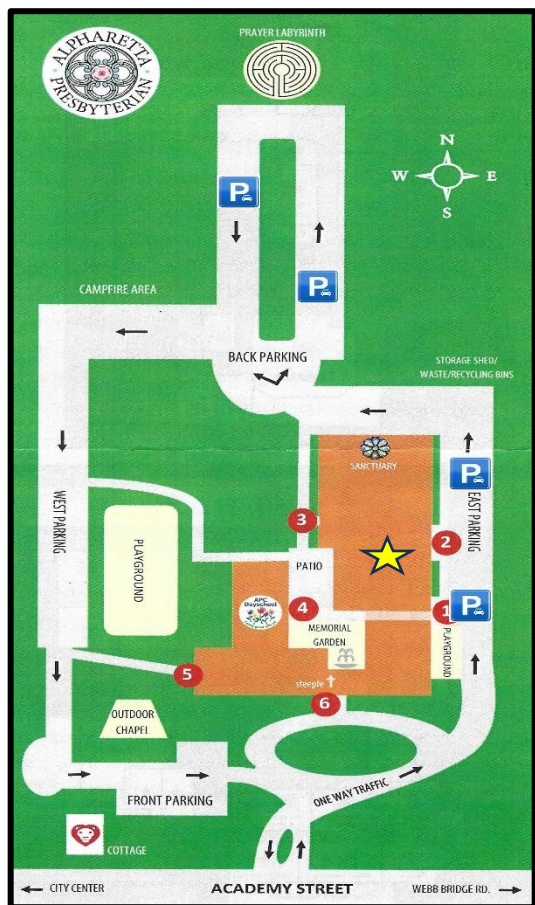 ALPHARETTA
PRESBYTERIAN
PRAYER LABYRINTH
N
W
E
S
P
P
CAMPFIRE AREA
BACK PARKING
STORAGE SHED/
WASTE/RECYCLING BINS
SANCTUARY
P
WEST PARKING
EAST PARKING
3
2
PLAYGROUND
PATIO
APC
Dayschool
4
1
P
MEMORIAL
GARDEN
PLAYGROUND
5
steeple
6
OUTDOOR
CHAPEL
FRONT PARKING
ONE WAY TRAFFIC
COTTAGE
CITY CENTER
ACADEMY STREET
WEBB BRIDGE RD.